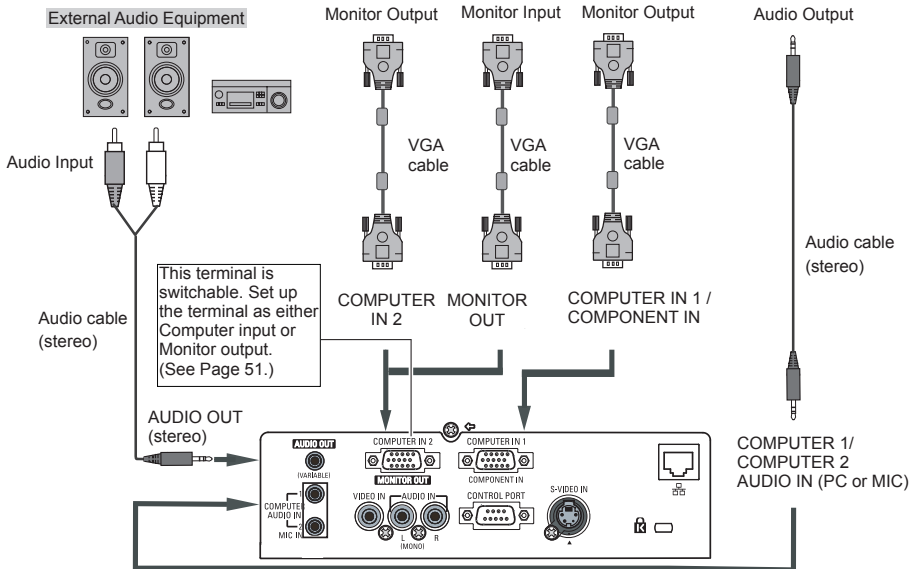 External Audio Equipment
Monitor Output
Monitor Input
Monitor Output
Audio Output
Audio Input
VGA
cable
VGA
cable
VGA
cable
Audio cable
(stereo)
This terminal is
switchable. Set up
the terminal as either
Computer input or
Monitor output.
(See Page 51.)
Audio cable
(stereo)
COMPUTER
IN 2
MONITOR
OUT
COMPUTER IN 1 /
COMPONENT IN
AUDIO OUT
(stereo)
COMPUTER 1/
COMPUTER 2
AUDIO IN (PC or MIC)
AUDIO OUT
(VARIABLE)
COMPUTER IN 2
COMPUTER IN 1
MONITOR OUT
COMPONENT IN
1
COMPUTER
AUDIO IN
2
MIC IN
VIDEO IN
AUDIO IN
L
(MONO)
R
CONTROL PORT
S-VIDEO IN
K